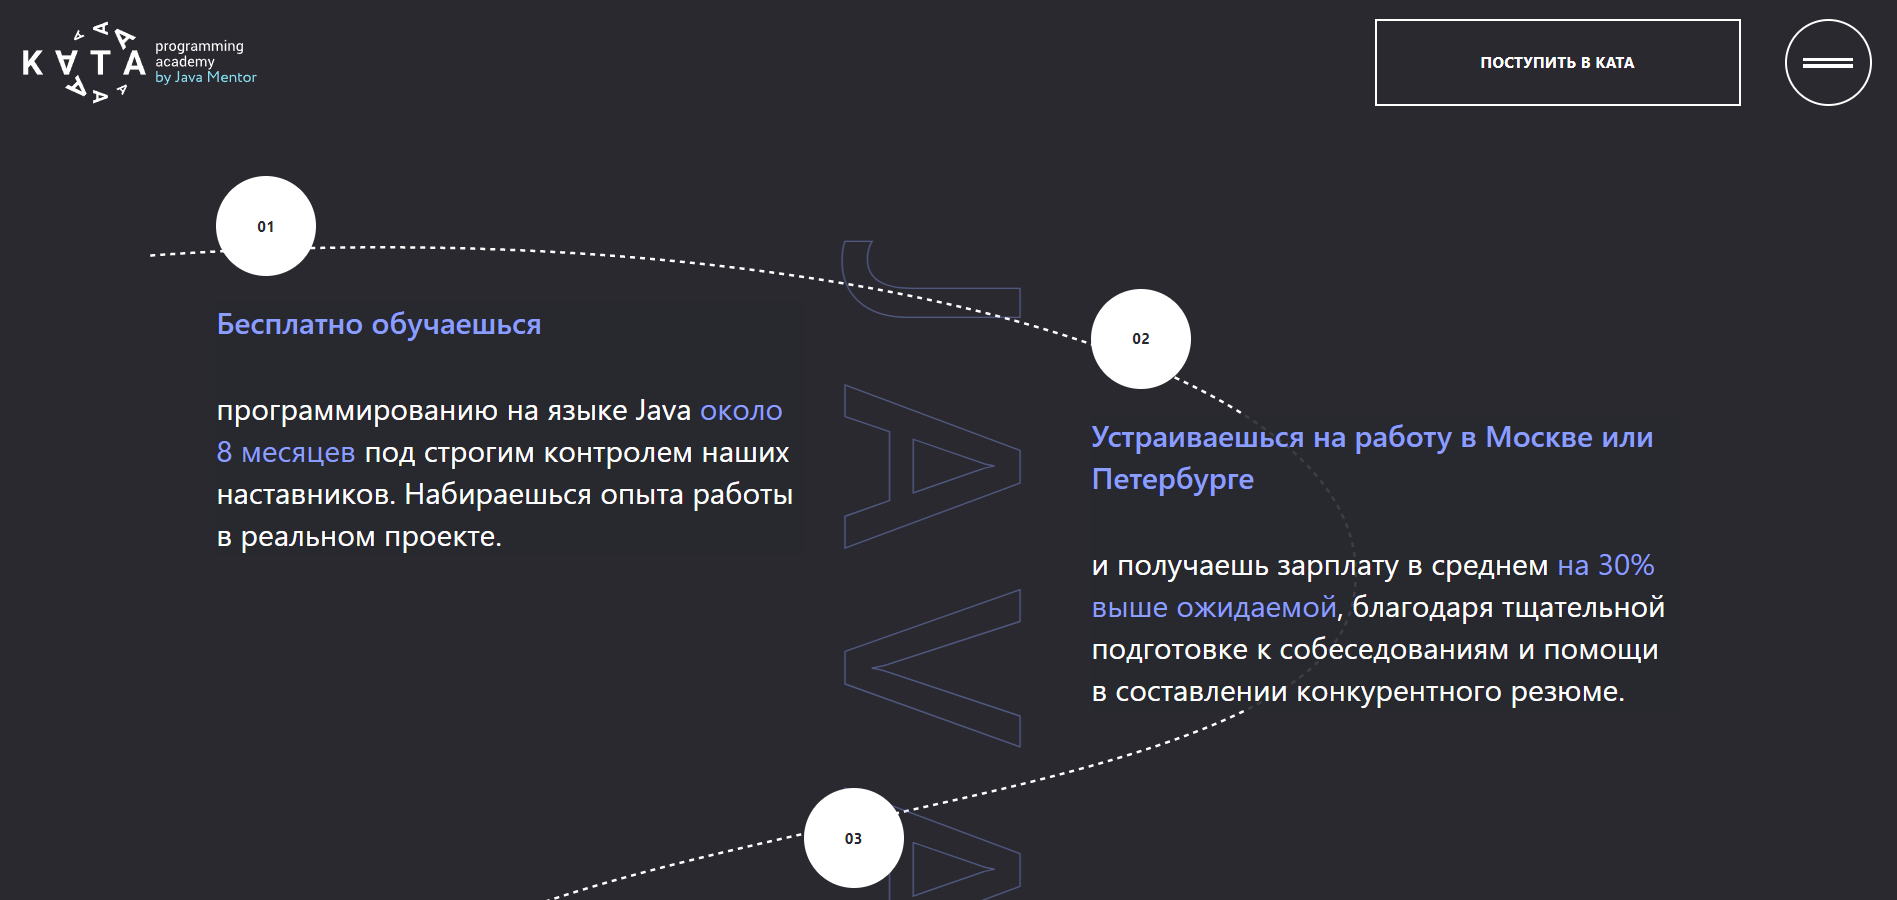 KATA
programming
academy
by Java Mentor
ПОСТУПИТЬ В КАТА
01
Бесплатно обучаешься
программированию на языке Java около
8 месяцев под строгим контролем наших
наставников. Набираешься опыта работы
в реальном проекте.
JAVA
02
Устраиваешься на работу в Москве или
Петербурге
и получаешь зарплату в среднем на 30%
выше ожидаемой, благодаря тщательной
подготовке к собеседованиям и помощи
в составлении конкурентного резюме.
03